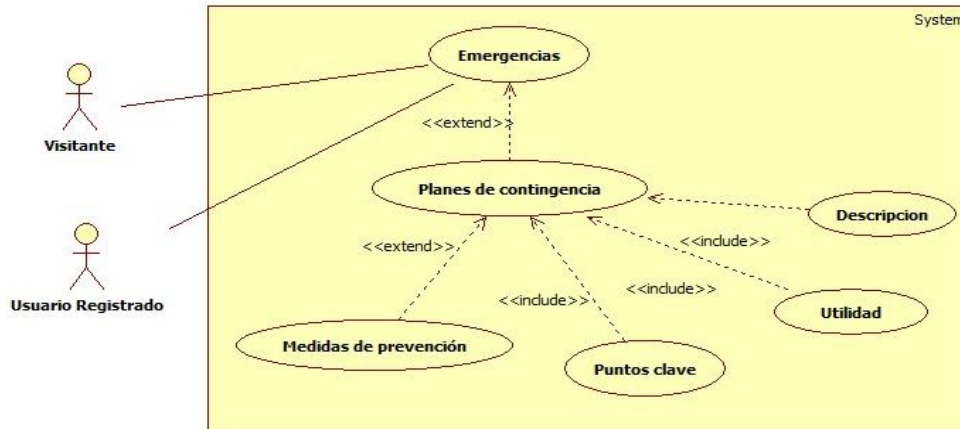 System
Emergencias
Visitante
<<extend>>
Planes de contingencia
Descripcion
<<extend>>
<<include>>
Usuario Registrado
<<include>>
<<include>>
Utilidad
Medidas de prevención
Puntos clave